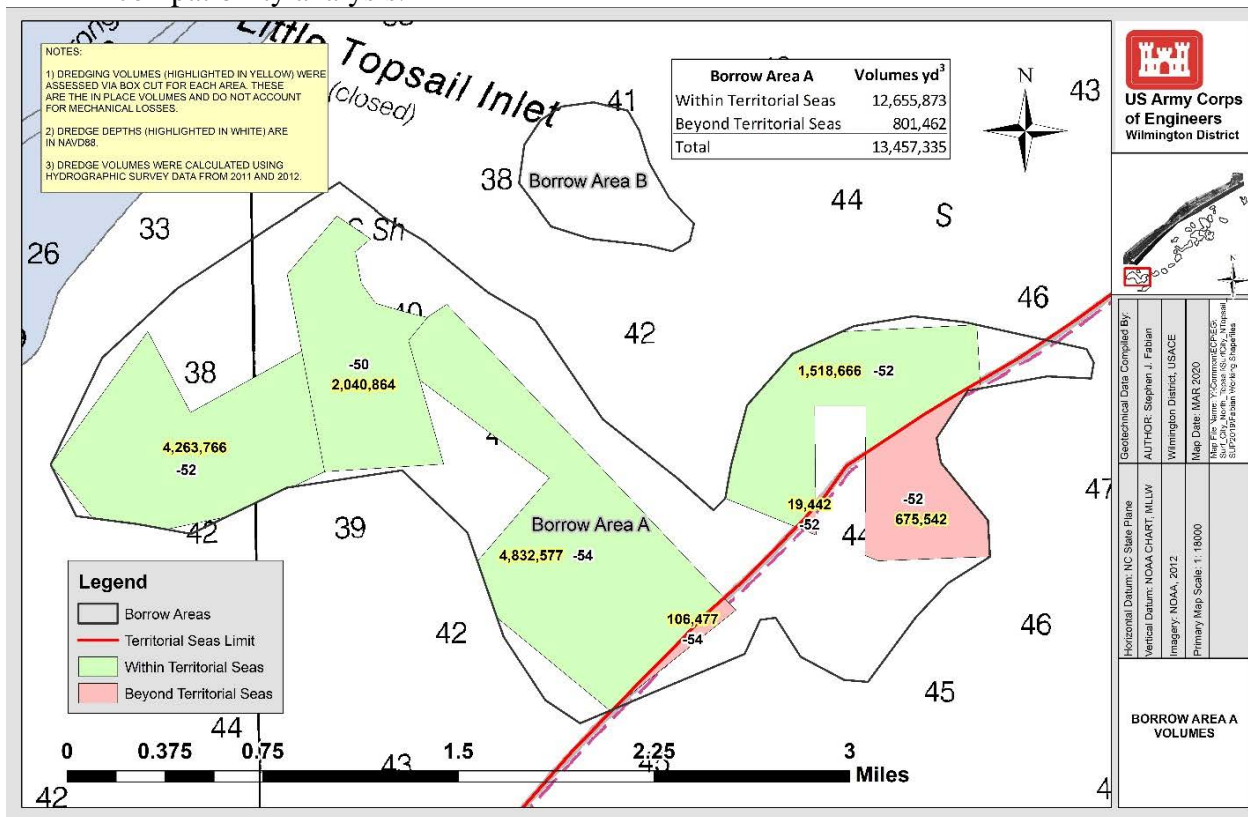 compatibility analysis.
NOTES:
1) DREDGING VOLUMES (HIGHLIGHTED IN YELLOW) WERE
ASSESSED VIA BOX CUT FOR EACH AREA. THESE
ARE THE IN PLACE VOLUMES AND DO NOT ACCOUNT
FOR MECHANICAL LOSSES.
2) DREDGE DEPTHS (HIGHLIGHTED IN WHITE) ARE
IN NAVD88.
3) DREDGE VOLUMES WERE CALCULATED USING
HYDROGRAPHIC SURVEY DATA FROM 2011 AND 2012.
Little Topsail Inlet
(closed)
Borrow Area A Volumes yd³
Within Territorial Seas 12,655,873
Beyond Territorial Seas 801,462
Total 13,457,335
N
43
41
38
Borrow Area B
44
S
33
S Sh
26
46
40
42
38
-50
2,040,864
1,518,666 -52
4,263,766
-52
47
-52
675,542
19,442
-52
44
42
39
Borrow Area A
4,832,577 -54
106,477
-54
42
46
45
Legend
Borrow Areas
Territorial Seas Limit
Within Territorial Seas
Beyond Territorial Seas
44
0 0.375 0.75 1.5 2.25 3
Miles
43
42
US Army Corps
of Engineers
Wilmington District
N
Geotechnical Data Compiled By:
AUTHOR: Stephen J. Fabian
Wilmington District, USACE
Map Date: MAR 2020
Horizontal Datum: NC State Plane
Vertical Datum: NOAA CHART, MLLW
Imagery: NOAA, 2012
Primary Map Scale: 1: 18000
BORROW AREA A
VOLUMES